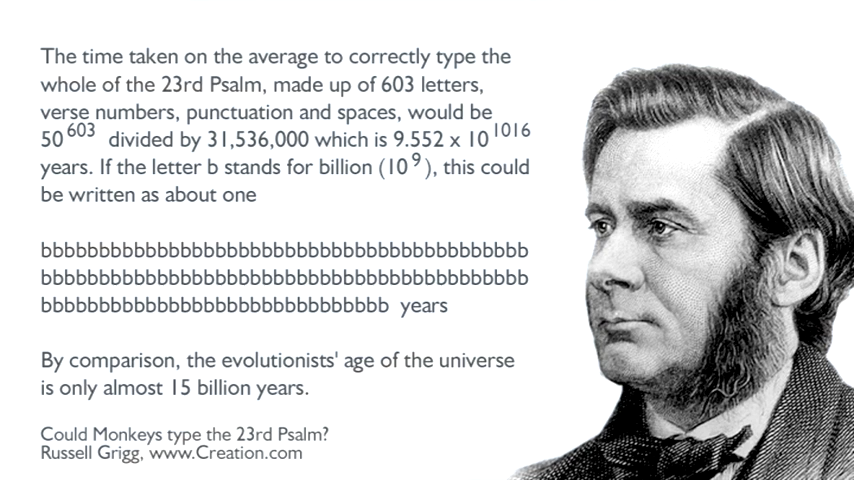 The time taken on the average to correctly type the
whole of the 23rd Psalm, made up of 603 letters,
verse numbers, punctuation and spaces, would be
50^603 divided by 31,536,000 which is 9.552 x 10^1016
years. If the letter b stands for billion (10^9), this could
be written as about one
bbbbbbbbbbbbbbbbbbbbbbbbbbbbbbbbbbbbbbbbbb
bbbbbbbbbbbbbbbbbbbbbbbbbbbbbbbbbbbbbbbbbb
bbbbbbbbbbbbbbbbbbbbbbbbbbbbbb years
By comparison, the evolutionists' age of the universe
is only almost 15 billion years.
Could Monkeys type the 23rd Psalm?
Russell Grigg, www.Creation.com